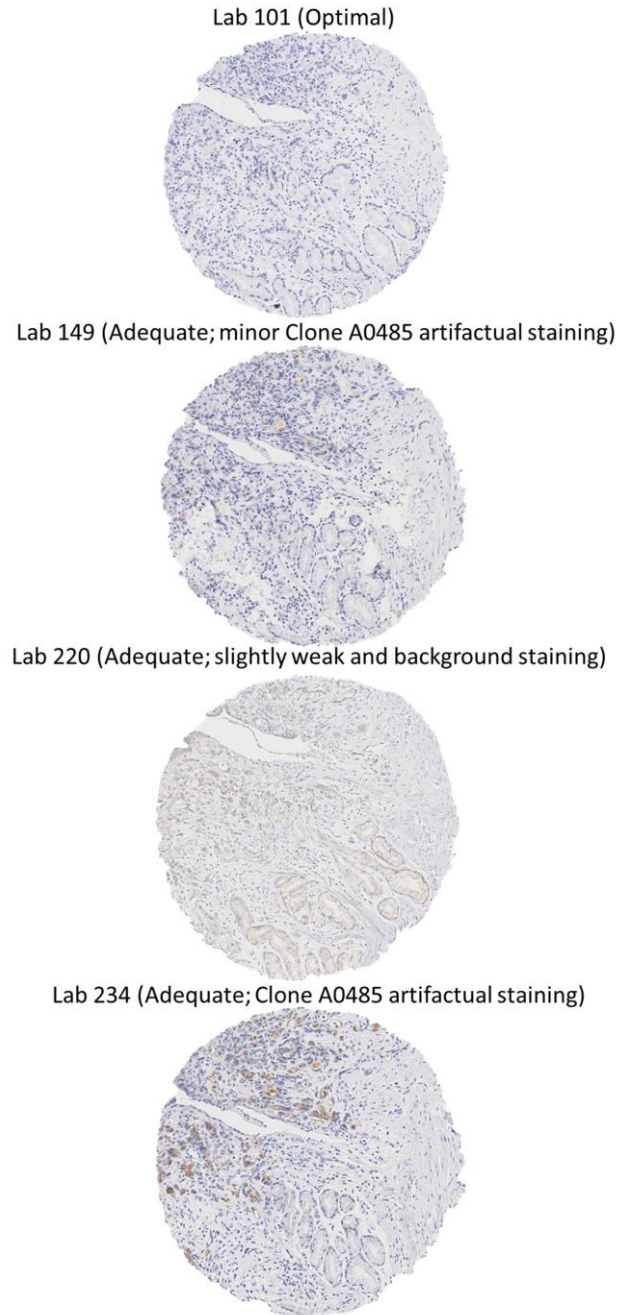 Lab 101 (Optimal)
Lab 149 (Adequate; minor Clone A0485 artifactual staining)
Lab 220 (Adequate; slightly weak and background staining)
Lab 234 (Adequate; Clone A0485 artifactual staining)